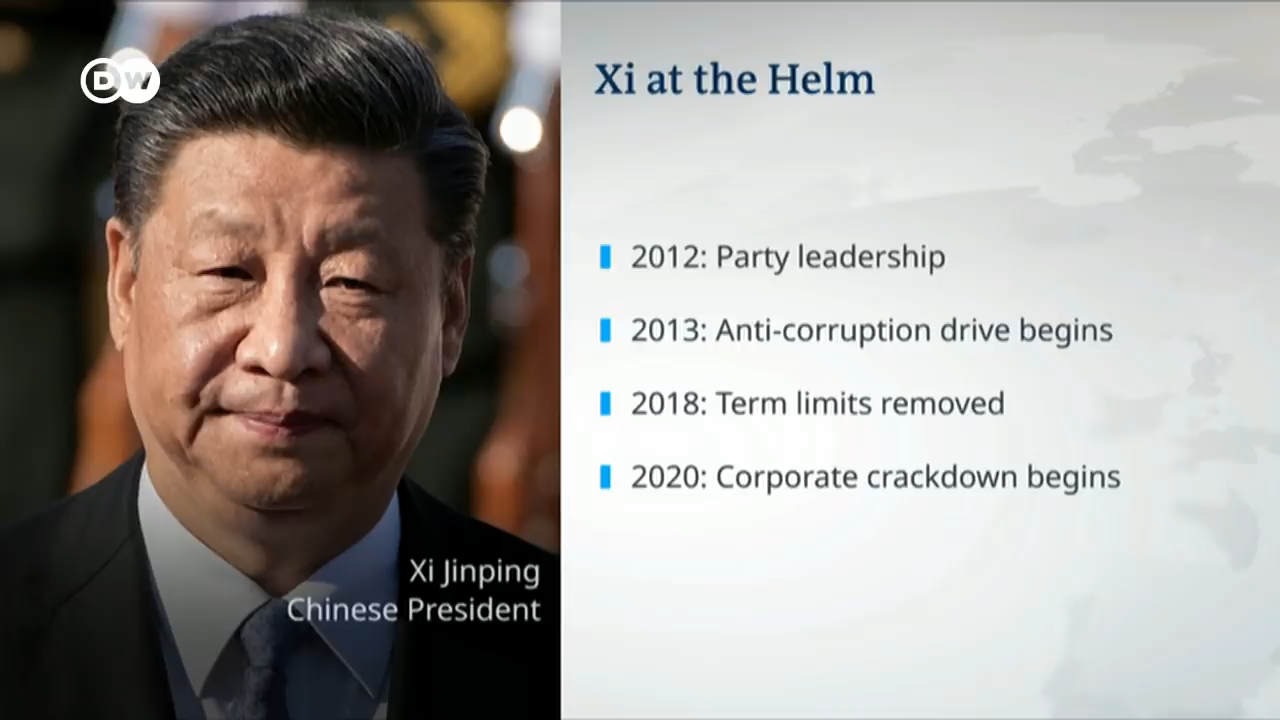 DW
Xi at the Helm
2012: Party leadership
2013: Anti-corruption drive begins
2018: Term limits removed
2020: Corporate crackdown begins
Xi Jinping
Chinese President